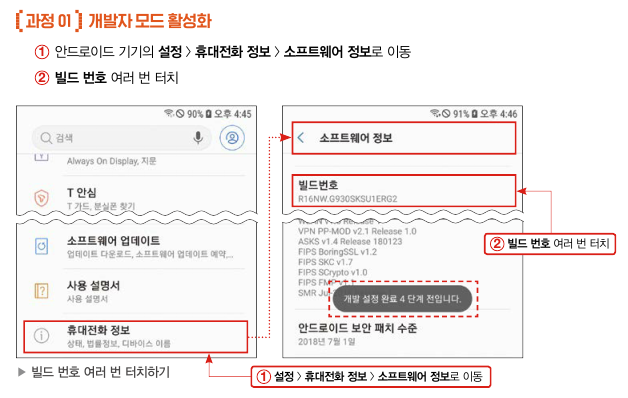 과정 01 개발자 모드 활성화
① 안드로이드 기기의 설정 > 휴대전화 정보 > 소프트웨어 정보로 이동
② 빌드 번호 여러 번 터치
90% 오후 4:45
검색
Always On Display, 지문
T 안심
T 가드, 분실폰 찾기
소프트웨어 업데이트
업데이트 다운로드, 소프트웨어 업데이트 예약,...
사용 설명서
사용 설명서
휴대전화 정보
상태, 법률정보, 디바이스 이름
91% 오후 4:46
소프트웨어 정보
빌드번호
R16NW.G930SKSU1ERG2
VPN PP-MOD v2.1 Release 1.0
ASKS v1.4 Release 180123
FIPS BoringSSL v1.2
FIPS SKC v1.7
FIPS SCrypto v1.0
FIPS
SMR
개발 설정 완료 4 단계 전입니다.
안드로이드 보안 패치 수준
2018년 7월 1일
② 빌드 번호 여러 번 터치
① 설정 > 휴대전화 정보 > 소프트웨어 정보로 이동
▶ 빌드 번호 여러 번 터치하기